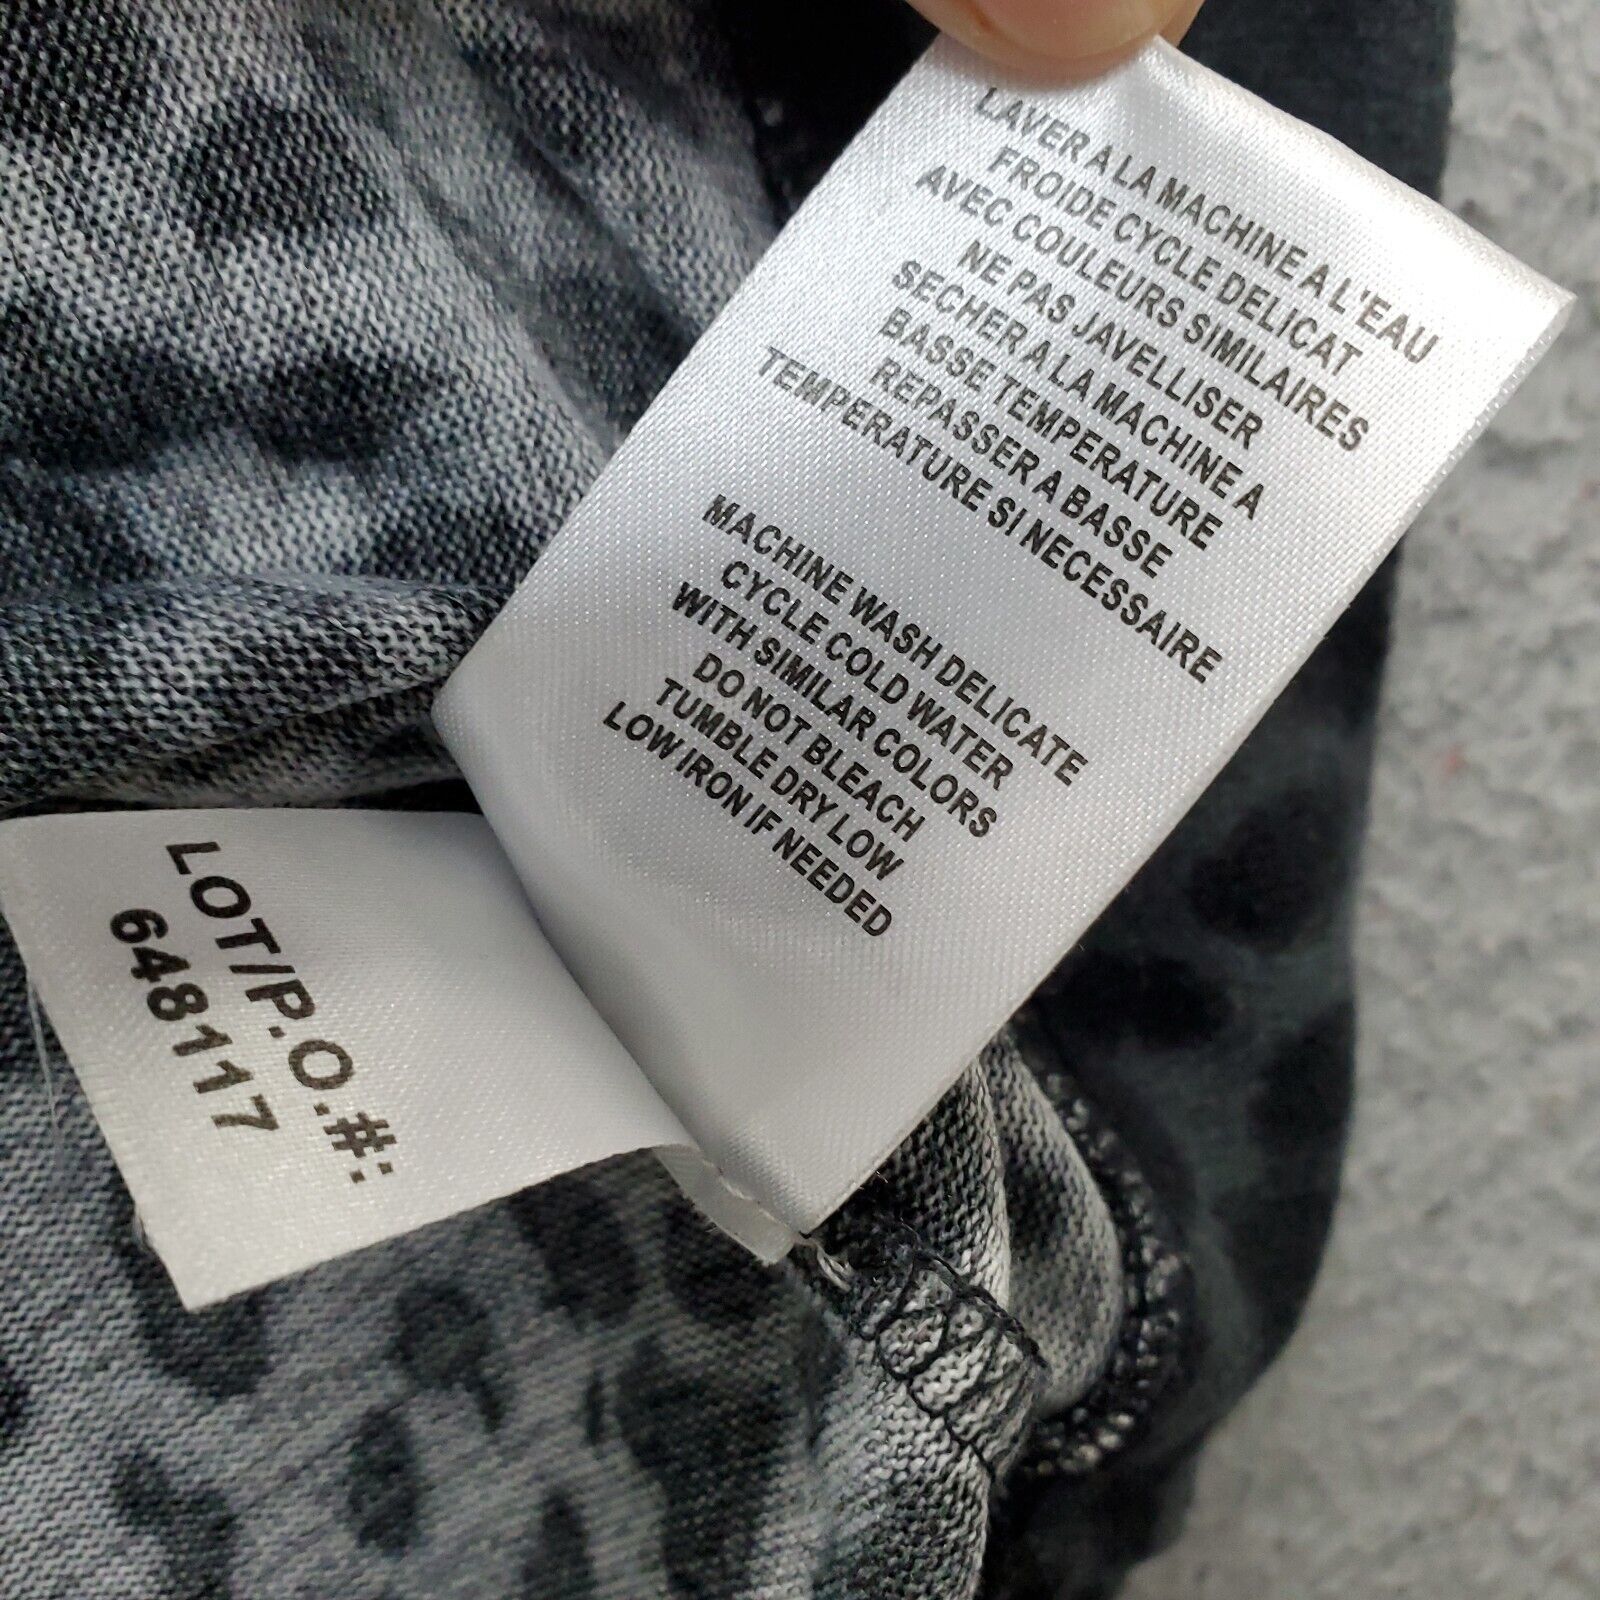 LAVER A LA MACHINE A L'EAU
FROIDE CYCLE DELICAT
AVEC COULEURS SIMILAIRES
NE PAS JAVELLISER
SECHER A LA MACHINE A
BASSE TEMPERATURE
REPASSER A BASSE
TEMPERATURE SI NECESSAIRE
MACHINE WASH DELICATE
CYCLE COLD WATER
WITH SIMILAR COLORS
DO NOT BLEACH
TUMBLE DRY LOW
LOW IRON IF NEEDED
LOT/P.O.#:
648117